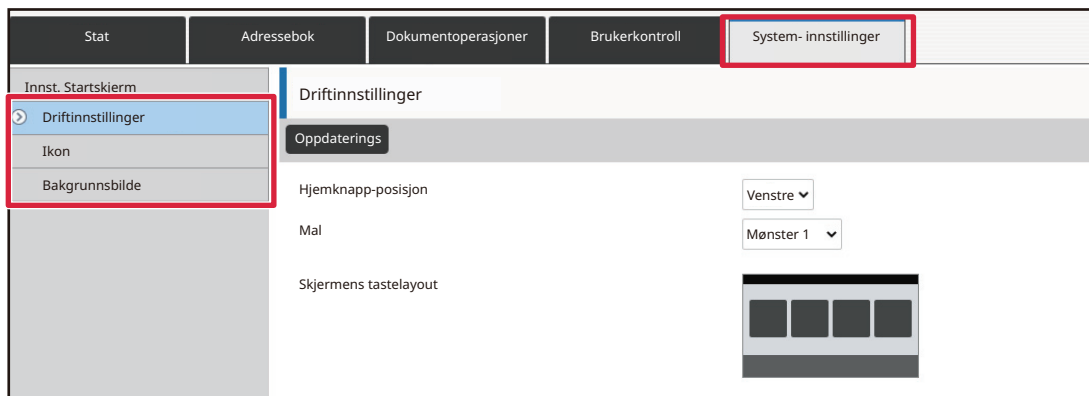 Stat
Adressebok
Dokumentoperasjoner
Brukerkontroll
System- innstillinger
Innst. Startskjerm
Driftinnstillinger
Ikon
Bakgrunnsbilde
Driftinnstillinger
Oppdaterings
Hjemknapp-posisjon
Venstre
Mal
Mønster 1
Skjermens tastelayout